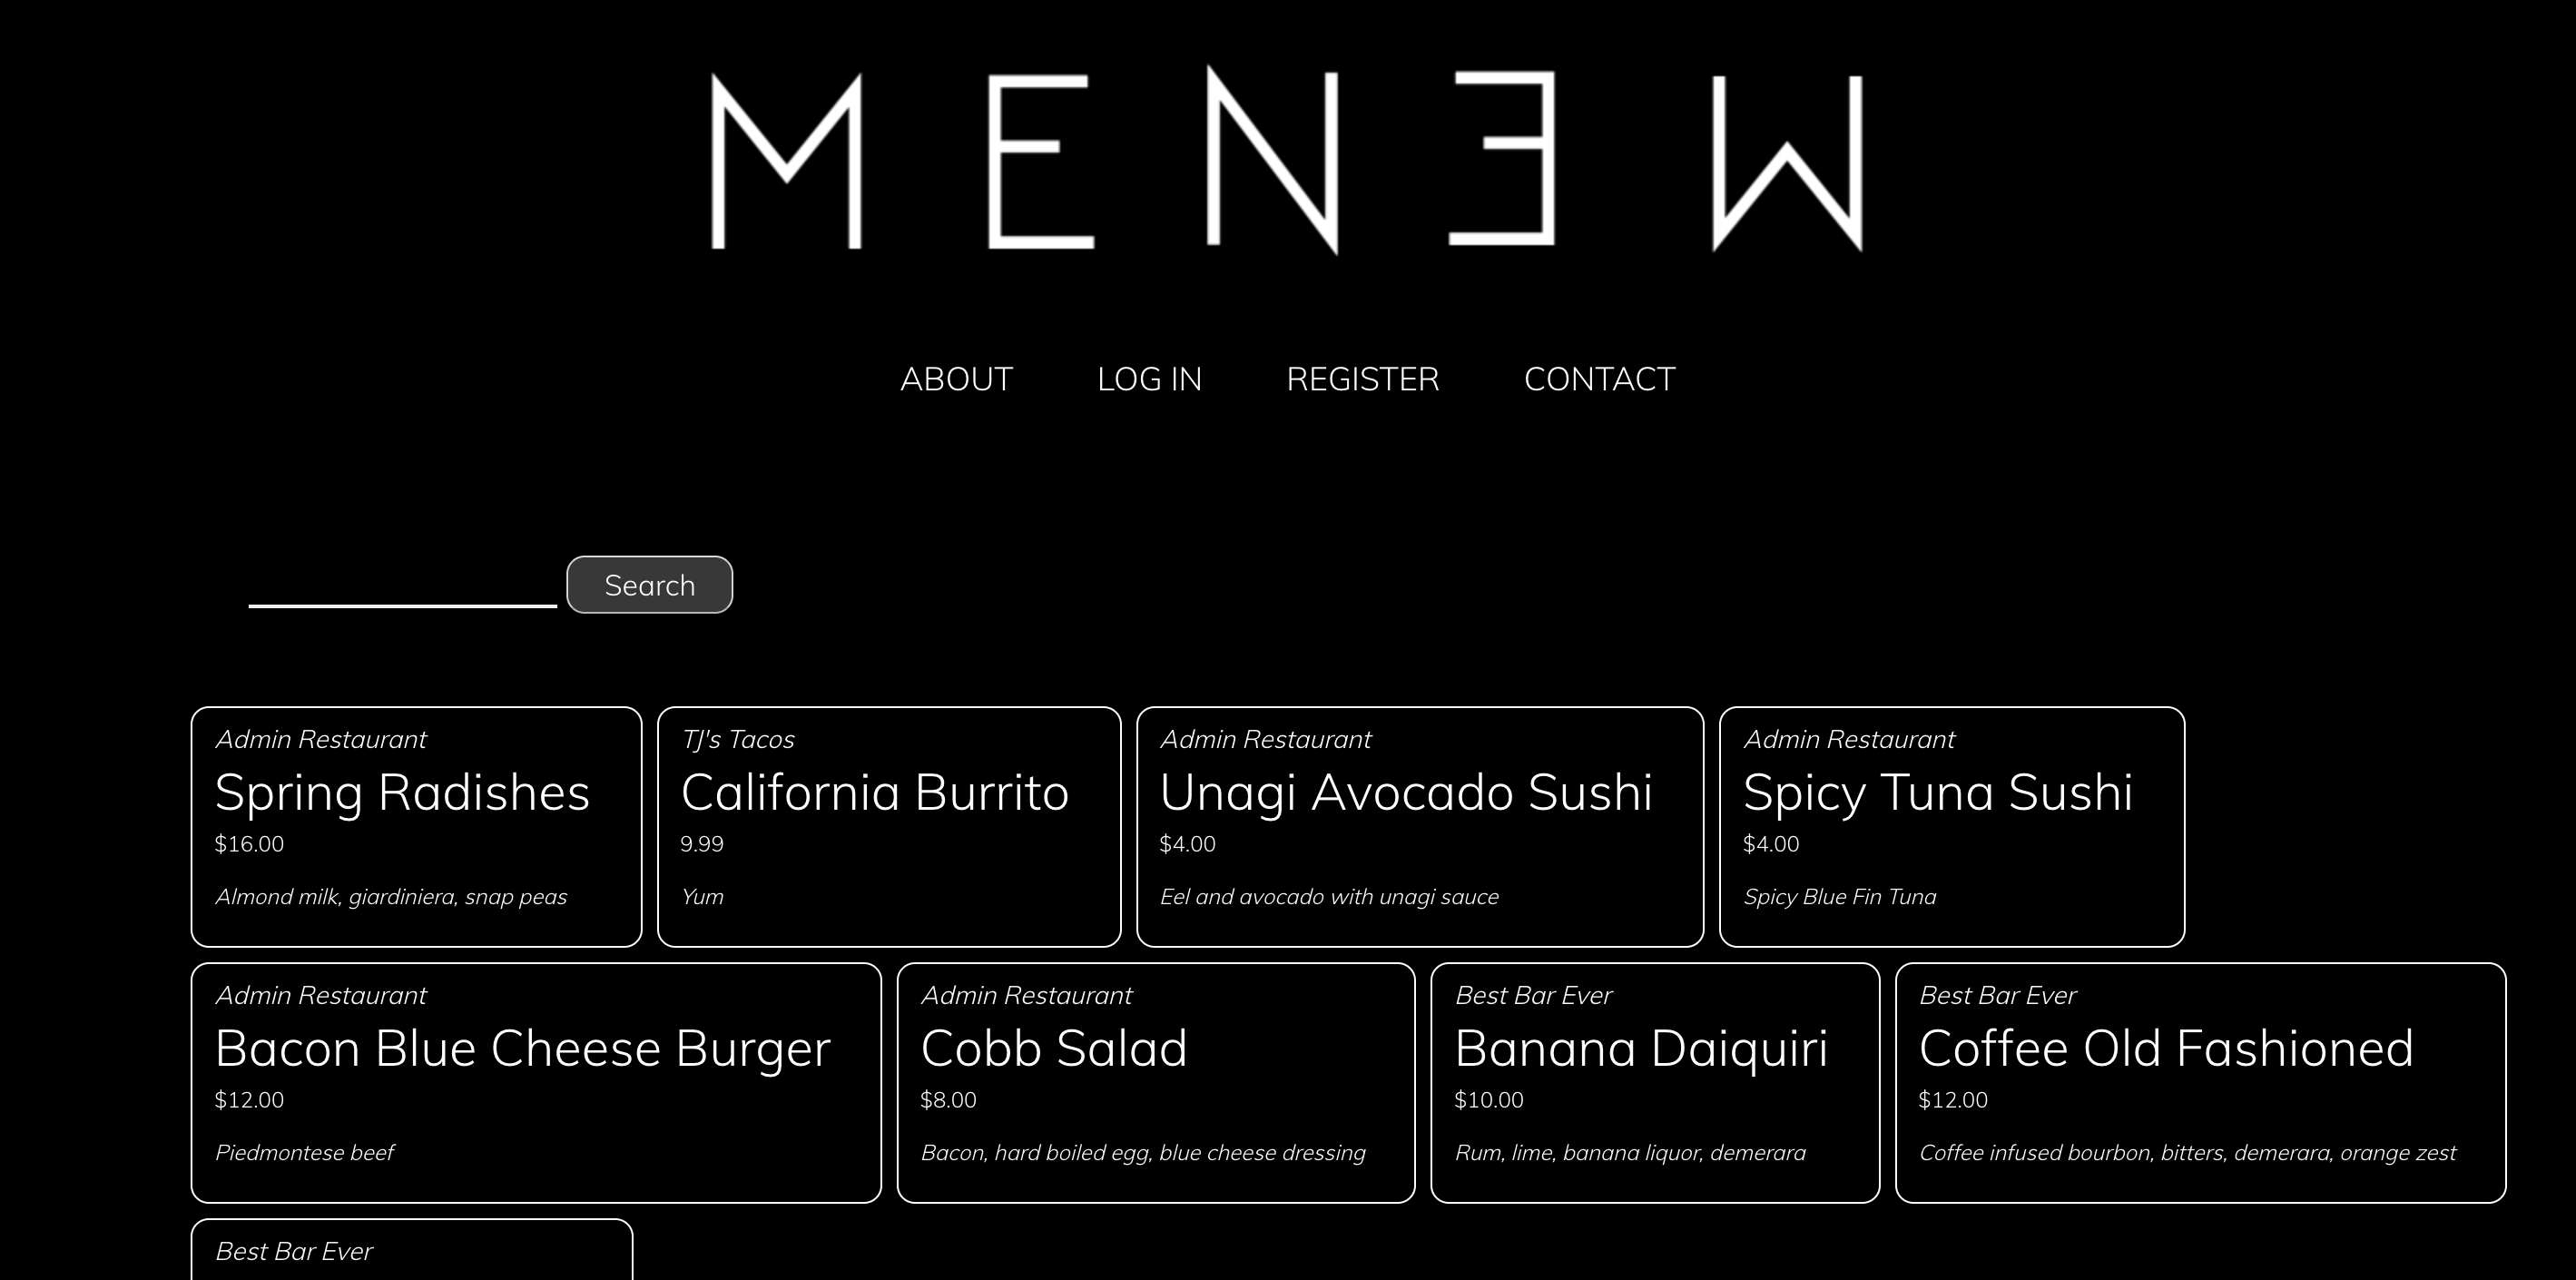 MENEW
ABOUT LOG IN REGISTER CONTACT
Search
Admin Restaurant
Spring Radishes
$16.00
Almond milk, giardiniera, snap peas
TJ's Tacos
California Burrito
9.99
Yum
Admin Restaurant
Unagi Avocado Sushi
$4.00
Eel and avocado with unagi sauce
Admin Restaurant
Spicy Tuna Sushi
$4.00
Spicy Blue Fin Tuna
Admin Restaurant
Bacon Blue Cheese Burger
$12.00
Piedmontese beef
Admin Restaurant
Cobb Salad
$8.00
Bacon, hard boiled egg, blue cheese dressing
Best Bar Ever
Banana Daiquiri
$10.00
Rum, lime, banana liquor, demerara
Best Bar Ever
Coffee Old Fashioned
$12.00
Coffee infused bourbon, bitters, demerara, orange zest
Best Bar Ever